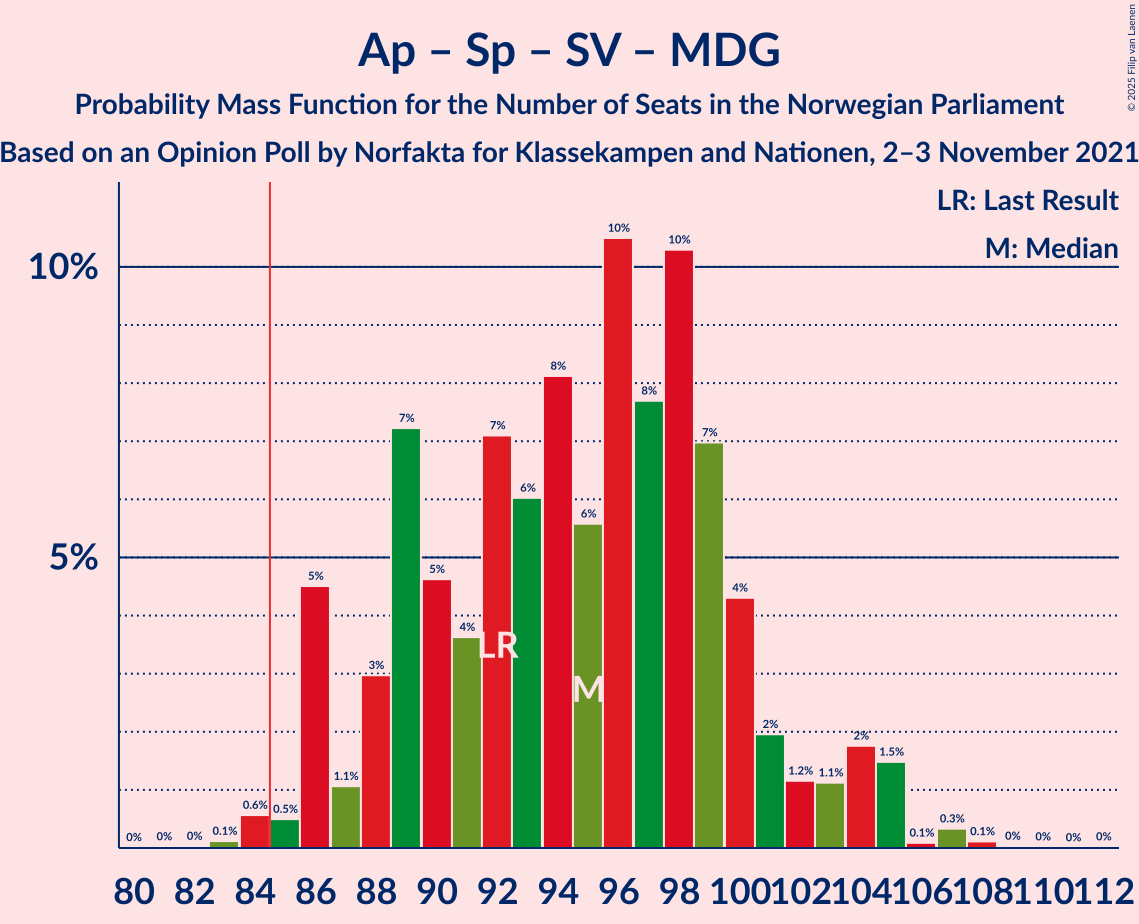 Ap – Sp – SV – MDG
Probability Mass Function for the Number of Seats in the Norwegian Parliament
Based on an Opinion Poll by Norfakta for Klassekampen and Nationen, 2–3 November 2021
© 2025 Filip van Laenen
LR: Last Result
M: Median
10%
5%
0% 0% 0% 0.1% 0.6% 0.5% 5% 1.1% 3% 7% 5% 4% 7% 6% 8% 6% 10% 8% 10% 7% 4% 2% 1.2% 1.1% 2% 1.5% 0.1% 0.3% 0.1% 0% 0% 0% 0%
LR
M
80 82 84 86 88 90 92 94 96 98 100 102 104 106 108 110 112